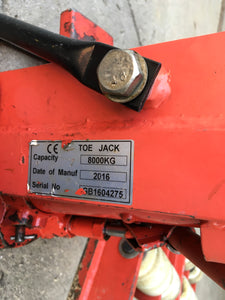 CE TOE JACK
Capacity 8000KG
Date of Manuf 2016
Serial No GB1604275